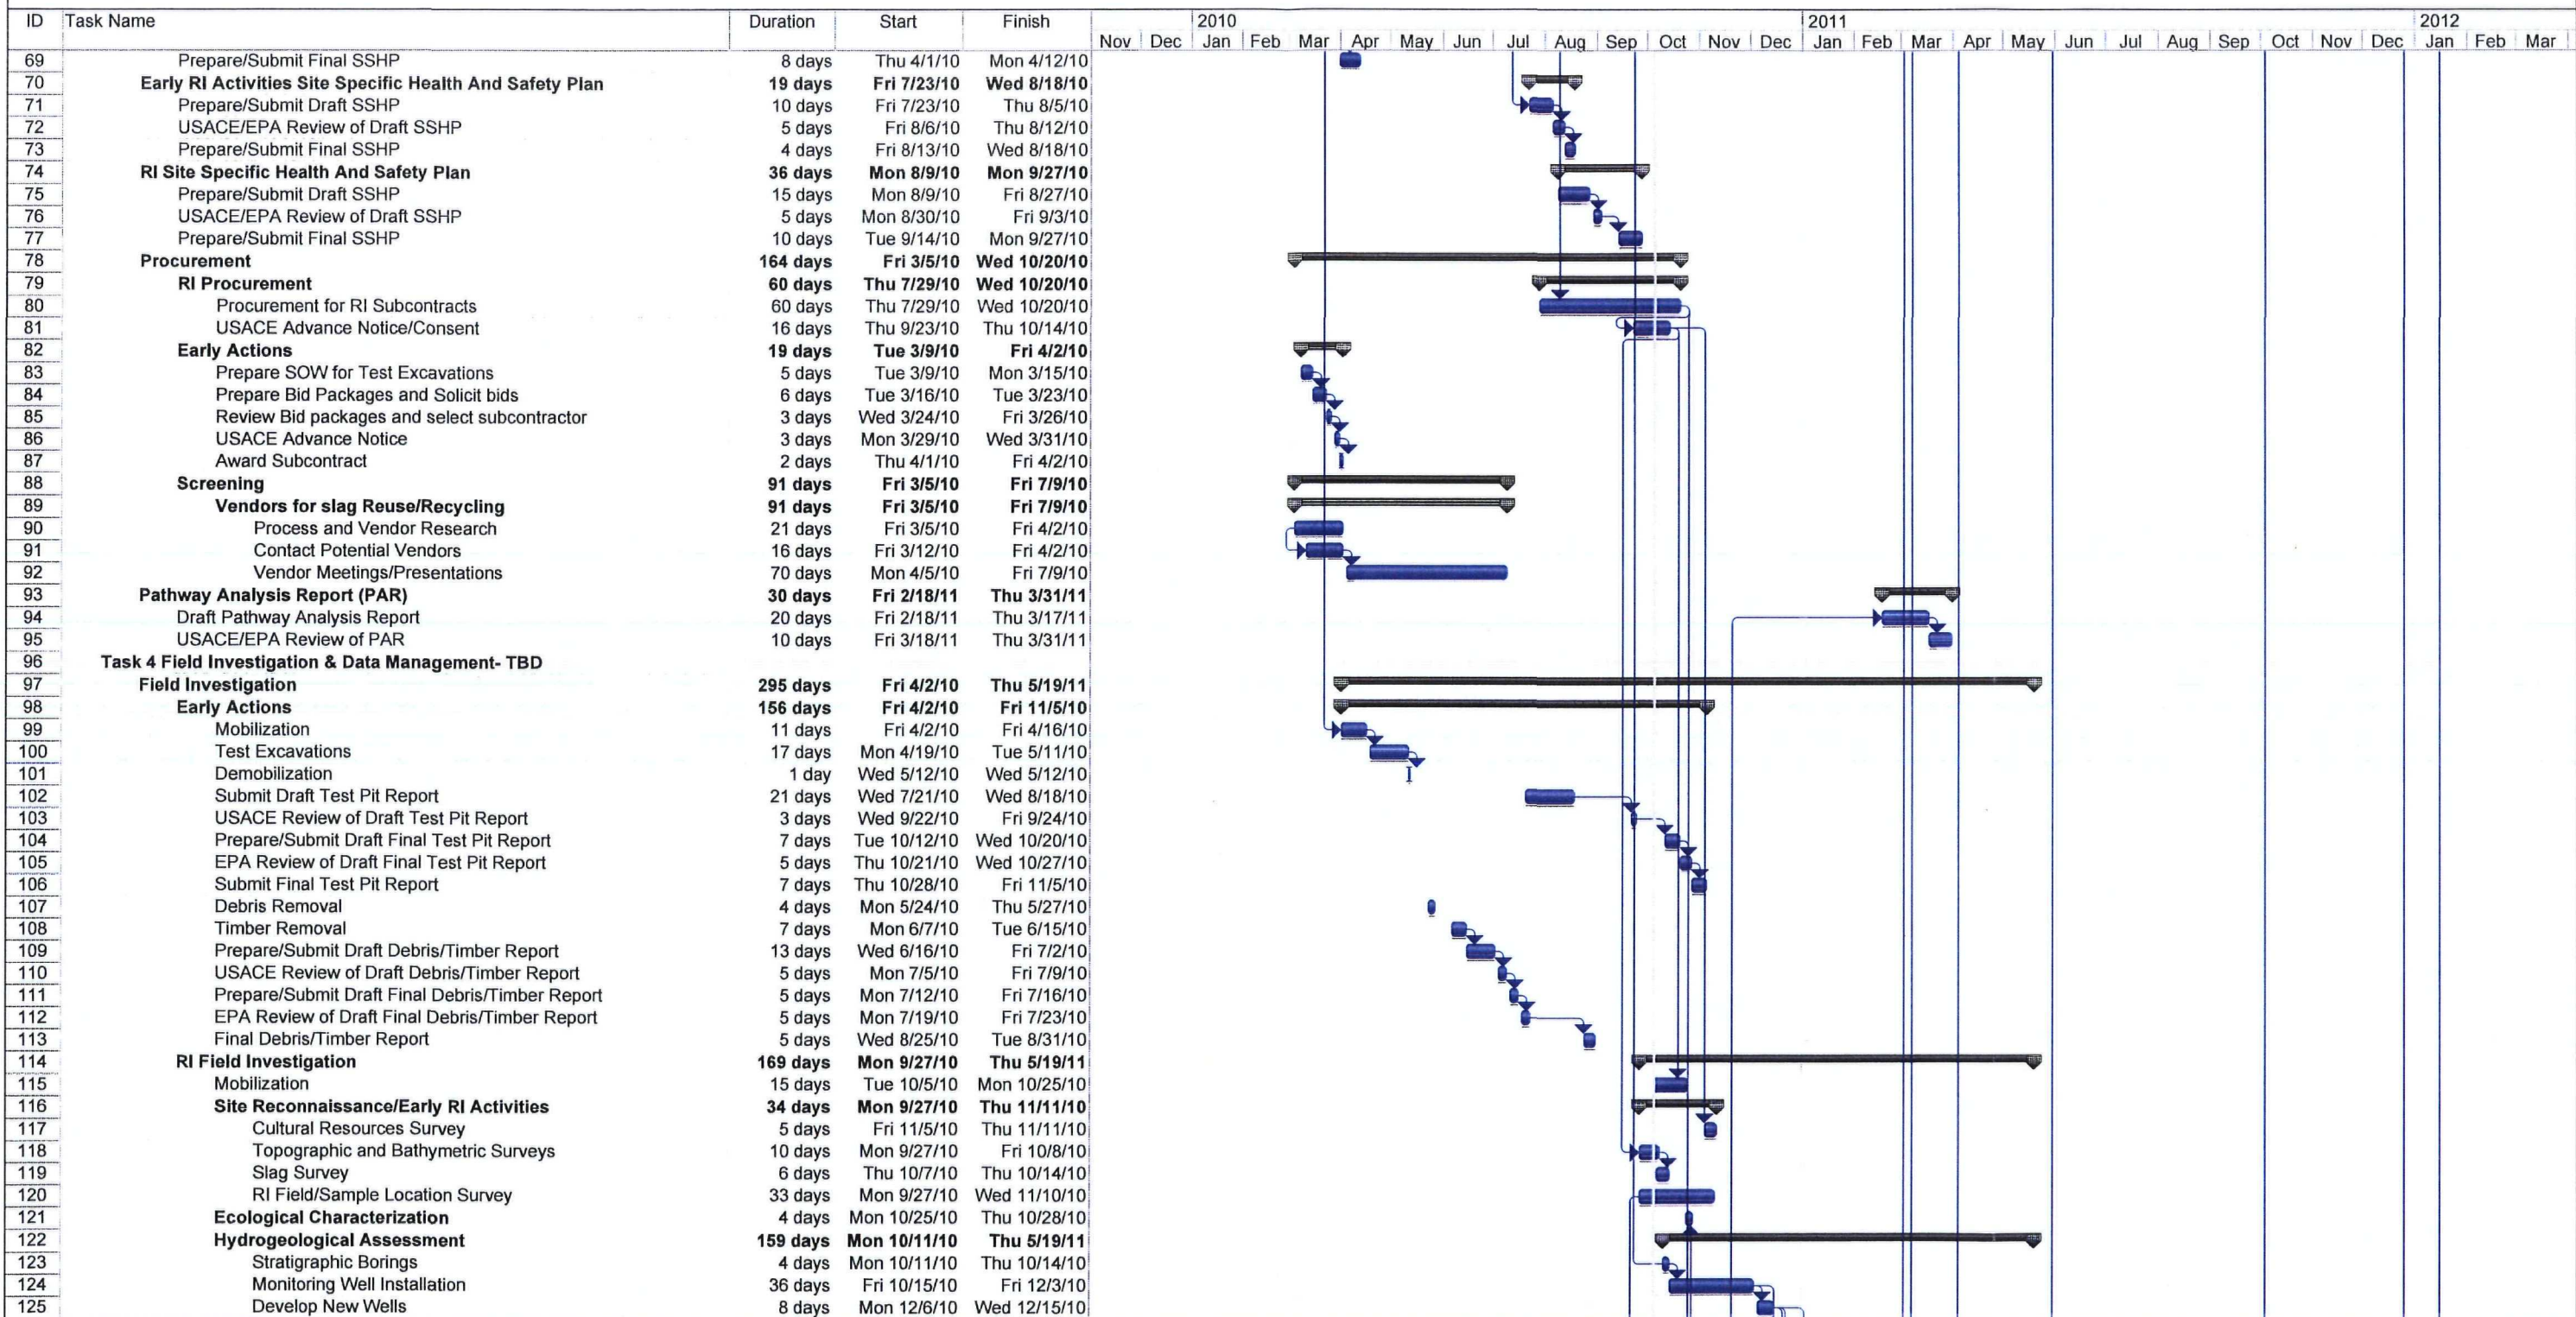 ID Task Name Duration Start Finish 2010 2011 2012
Nov Dec Jan Feb Mar Apr May Jun Jul Aug Sep Oct Nov Dec Jan Feb Mar Apr May Jun Jul Aug Sep Oct Nov Dec Jan Feb Mar
69 Prepare/Submit Final SSHP 8 days Thu 4/1/10 Mon 4/12/10
70 Early RI Activities Site Specific Health And Safety Plan 19 days Fri 7/23/10 Wed 8/18/10
71 Prepare/Submit Draft SSHP 10 days Fri 7/23/10 Thu 8/5/10
72 USACE/EPA Review of Draft SSHP 5 days Fri 8/6/10 Thu 8/12/10
73 Prepare/Submit Final SSHP 4 days Fri 8/13/10 Wed 8/18/10
74 RI Site Specific Health And Safety Plan 36 days Mon 8/9/10 Mon 9/27/10
75 Prepare/Submit Draft SSHP 15 days Mon 8/9/10 Fri 8/27/10
76 USACE/EPA Review of Draft SSHP 5 days Mon 8/30/10 Fri 9/3/10
77 Prepare/Submit Final SSHP 10 days Tue 9/14/10 Mon 9/27/10
78 Procurement 164 days Fri 3/5/10 Wed 10/20/10
79 RI Procurement 60 days Thu 7/29/10 Wed 10/20/10
80 Procurement for RI Subcontracts 60 days Thu 7/29/10 Wed 10/20/10
81 USACE Advance Notice/Consent 16 days Thu 9/23/10 Thu 10/14/10
82 Early Actions 19 days Tue 3/9/10 Fri 4/2/10
83 Prepare SOW for Test Excavations 5 days Tue 3/9/10 Mon 3/15/10
84 Prepare Bid Packages and Solicit bids 6 days Tue 3/16/10 Tue 3/23/10
85 Review Bid packages and select subcontractor 3 days Wed 3/24/10 Fri 3/26/10
86 USACE Advance Notice 3 days Mon 3/29/10 Wed 3/31/10
87 Award Subcontract 2 days Thu 4/1/10 Fri 4/2/10
88 Screening 91 days Fri 3/5/10 Fri 7/9/10
89 Vendors for slag Reuse/Recycling 91 days Fri 3/5/10 Fri 7/9/10
90 Process and Vendor Research 21 days Fri 3/5/10 Fri 4/2/10
91 Contact Potential Vendors 16 days Fri 3/12/10 Fri 4/2/10
92 Vendor Meetings/Presentations 70 days Mon 4/5/10 Fri 7/9/10
93 Pathway Analysis Report (PAR) 30 days Fri 2/18/11 Thu 3/31/11
94 Draft Pathway Analysis Report 20 days Fri 2/18/11 Thu 3/17/11
95 USACE/EPA Review of PAR 10 days Fri 3/18/11 Thu 3/31/11
96 Task 4 Field Investigation & Data Management- TBD
97 Field Investigation 295 days Fri 4/2/10 Thu 5/19/11
98 Early Actions 156 days Fri 4/2/10 Fri 11/5/10
99 Mobilization 11 days Fri 4/2/10 Fri 4/16/10
100 Test Excavations 17 days Mon 4/19/10 Tue 5/11/10
101 Demobilization 1 day Wed 5/12/10 Wed 5/12/10
102 Submit Draft Test Pit Report 21 days Wed 7/21/10 Wed 8/18/10
103 USACE Review of Draft Test Pit Report 3 days Wed 9/22/10 Fri 9/24/10
104 Prepare/Submit Draft Final Test Pit Report 7 days Tue 10/12/10 Wed 10/20/10
105 EPA Review of Draft Final Test Pit Report 5 days Thu 10/21/10 Wed 10/27/10
106 Submit Final Test Pit Report 7 days Thu 10/28/10 Fri 11/5/10
107 Debris Removal 4 days Mon 5/24/10 Thu 5/27/10
108 Timber Removal 7 days Mon 6/7/10 Tue 6/15/10
109 Prepare/Submit Draft Debris/Timber Report 13 days Wed 6/16/10 Fri 7/2/10
110 USACE Review of Draft Debris/Timber Report 5 days Mon 7/5/10 Fri 7/9/10
111 Prepare/Submit Draft Final Debris/Timber Report 5 days Mon 7/12/10 Fri 7/16/10
112 EPA Review of Draft Final Debris/Timber Report 5 days Mon 7/19/10 Fri 7/23/10
113 Final Debris/Timber Report 5 days Wed 8/25/10 Tue 8/31/10
114 RI Field Investigation 169 days Mon 9/27/10 Thu 5/19/11
115 Mobilization 15 days Tue 10/5/10 Mon 10/25/10
116 Site Reconnaissance/Early RI Activities 34 days Mon 9/27/10 Thu 11/11/10
117 Cultural Resources Survey 5 days Fri 11/5/10 Thu 11/11/10
118 Topographic and Bathymetric Surveys 10 days Mon 9/27/10 Fri 10/8/10
119 Slag Survey 6 days Thu 10/7/10 Thu 10/14/10
120 RI Field/Sample Location Survey 33 days Mon 9/27/10 Wed 11/10/10
121 Ecological Characterization 4 days Mon 10/25/10 Thu 10/28/10
122 Hydrogeological Assessment 159 days Mon 10/11/10 Thu 5/19/11
123 Stratigraphic Borings 4 days Mon 10/11/10 Thu 10/14/10
124 Monitoring Well Installation 36 days Fri 10/15/10 Fri 12/3/10
125 Develop New Wells 8 days Mon 12/6/10 Wed 12/15/10